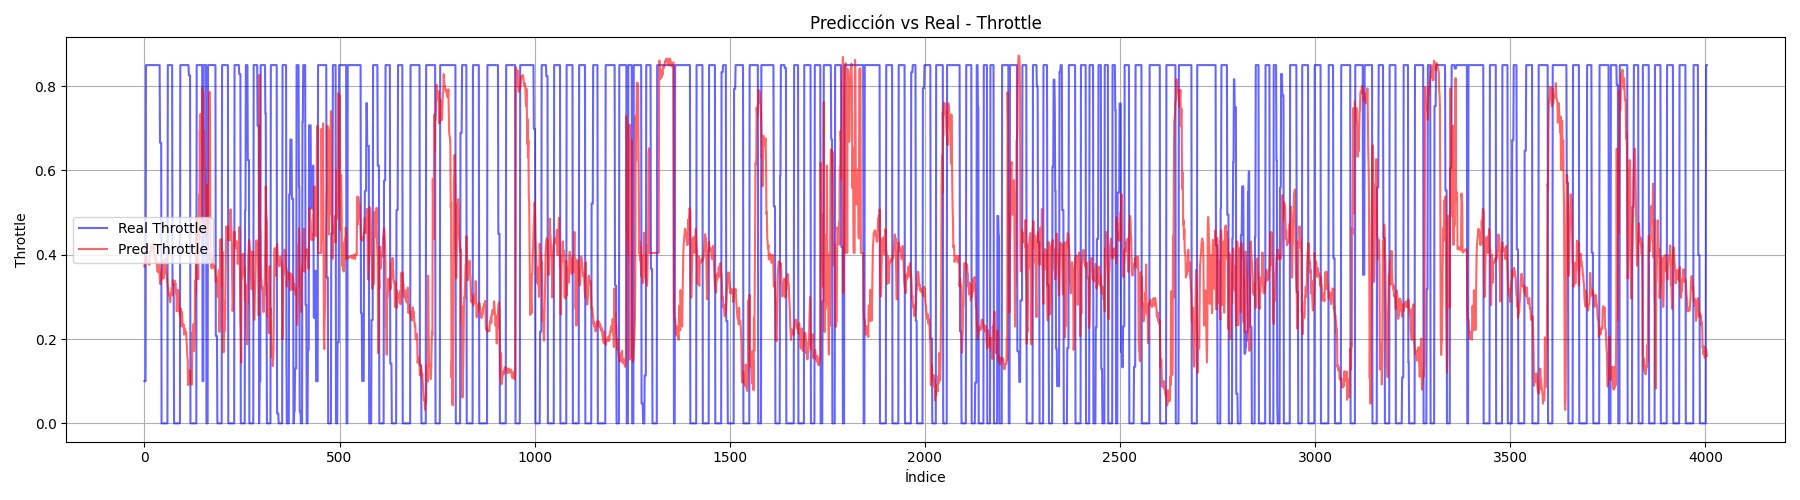 Predicción vs Real - Throttle
Throttle
0.8
0.6
0.4
0.2
0.0
Real Throttle
Pred Throttle
0 500 1000 1500 2000 2500 3000 3500 4000
Índice